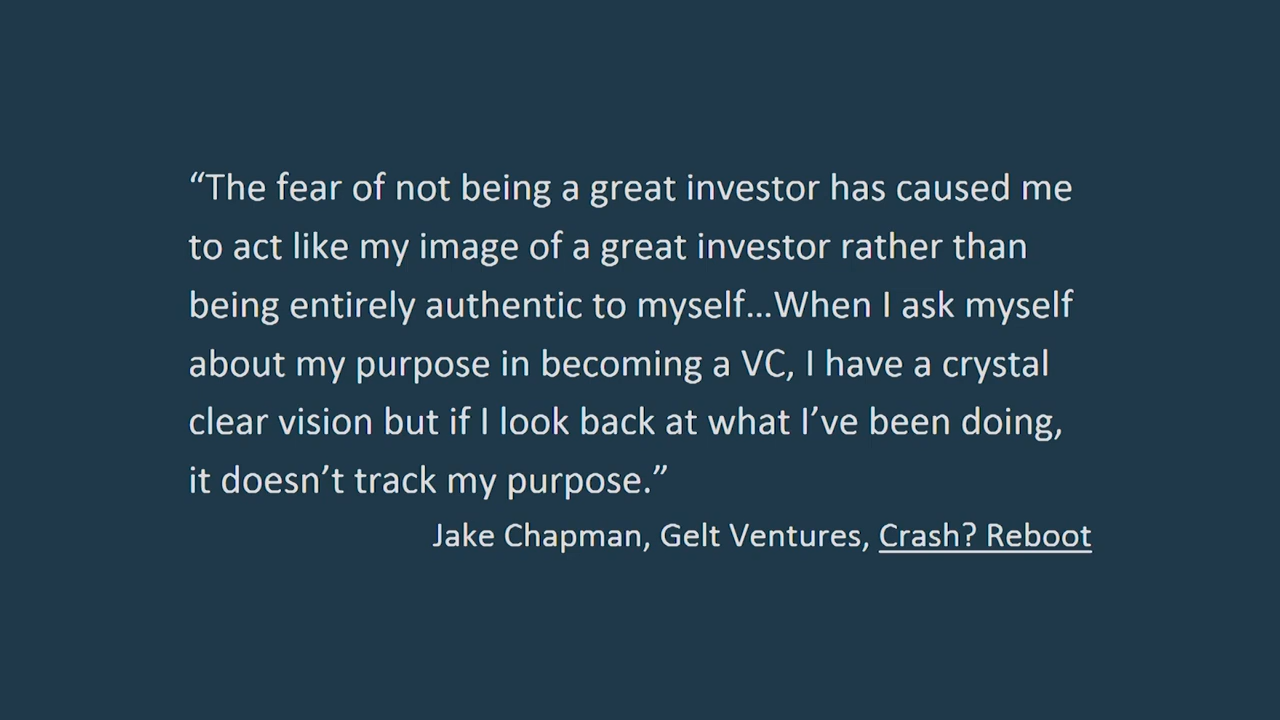 “The fear of not being a great investor has caused me
to act like my image of a great investor rather than
being entirely authentic to myself…When I ask myself
about my purpose in becoming a VC, I have a crystal
clear vision but if I look back at what I’ve been doing,
it doesn’t track my purpose.”
Jake Chapman, Gelt Ventures, Crash? Reboot